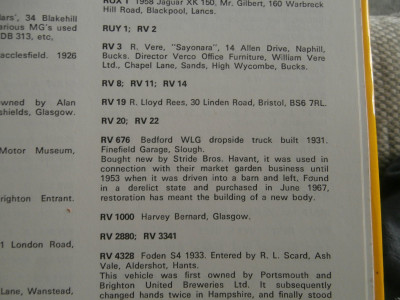 RUX 1 1958 Jaguar XK 150, Mr. Gilbert, 160 Warbreck
Hill Road, Blackpool, Lancs.
RUY 1; RV 2
RV 3 R. Vere, "Sayonara", 14 Allen Drive, Naphill,
Bucks. Director Verco Office Furniture, William Vere
Ltd., Chapel Lane, Sands, High Wycombe, Bucks.
RV 8; RV 11; RV 14
RV 19 R. Lloyd Rees, 30 Linden Road, Bristol, BS6 7RL.
RV 20; RV 22
RV 676 Bedford WLG dropside truck built 1931.
Finefield Garage, Slough.
Bought new by Stride Bros. Havant, it was used in
connection with their market garden business until
1953 when it was driven into a barn and left. Found
in a derelict state and purchased in June 1967,
restoration has meant the building of a new body.
RV 1000 Harvey Bernard, Glasgow.
RV 2880; RV 3341
RV 4328 Foden S4 1933. Entered by R. L. Scard, Ash
Vale, Aldershot, Hants.
This vehicle was first owned by Portsmouth and
Brighton United Breweries Ltd. It subsequently
changed hands twice in Hampshire, and finally stood
ars', 34 Blakehill
various MG's used
DB 313, etc,
acclesfield. 1926
owned by Alan
shields, Glasgow.
Motor Museum,
righton Entrant.
1 London Road,
Lane, Wanstead,